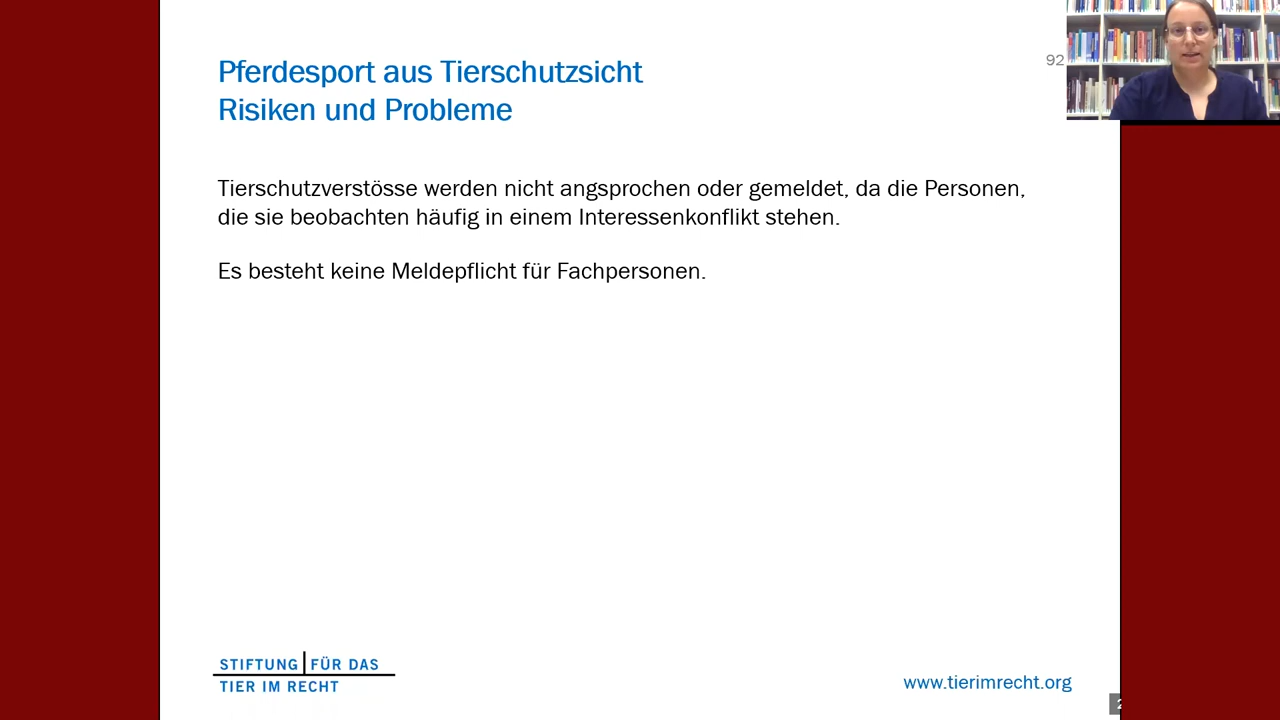 Pferdesport aus Tierschutzsicht
Risiken und Probleme
92
Tierschutzverstösse werden nicht angsprochen oder gemeldet, da die Personen,
die sie beobachten häufig in einem Interessenkonflikt stehen.
Es besteht keine Meldepflicht für Fachpersonen.
STIFTUNG FÜR DAS
TIER IM RECHT
www.tierimrecht.org